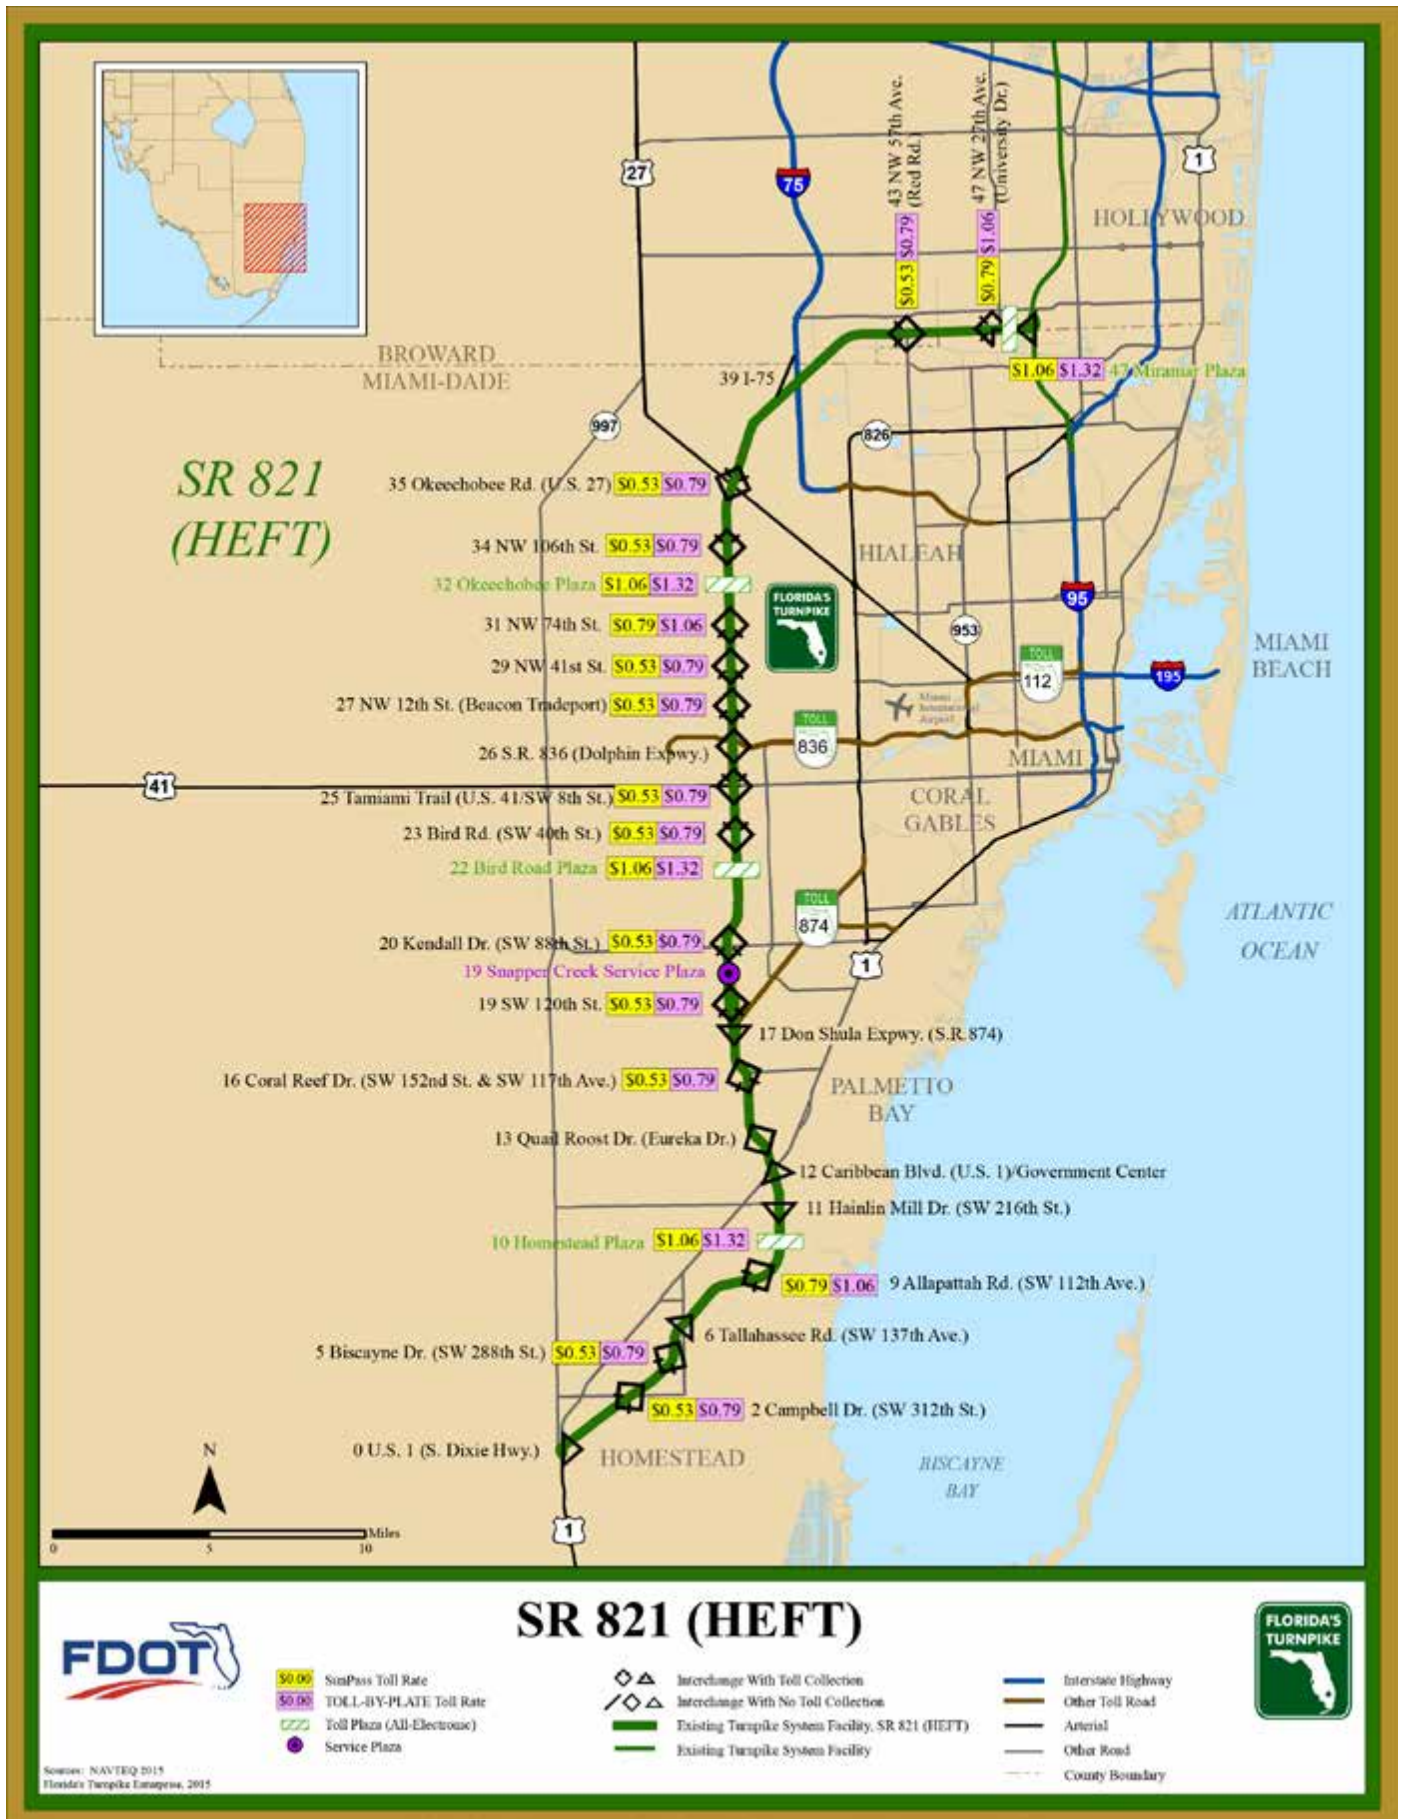 43 NW 57th Ave.
(Red Rd.)
$0.53 $0.79
47 NW 27th Ave.
(University Dr.)
$0.79 $1.06
27
75
1
HOLLYWOOD
BROWARD
MIAMI-DADE
39 I-75
$1.06 $1.32 47 Miramar Plaza
997
826
SR 821
(HEFT)
35 Okeechobee Rd. (U.S. 27) $0.53 $0.79
34 NW 106th St. $0.53 $0.79
HIALEAH
32 Okeechobee Plaza $1.06 $1.32
FLORIDA'S
TURNPIKE
95
31 NW 74th St. $0.79 $1.06
953
MIAMI
BEACH
29 NW 41st St. $0.53 $0.79
TOLL
112
195
27 NW 12th St. (Beacon Tradeport) $0.53 $0.79
Miami
International
Airport
26 S.R. 836 (Dolphin Expwy.)
TOLL
836
MIAMI
41
25 Tamiami Trail (U.S. 41/SW 8th St.) $0.53 $0.79
CORAL
GABLES
23 Bird Rd. (SW 40th St.) $0.53 $0.79
22 Bird Road Plaza $1.06 $1.32
TOLL
874
ATLANTIC
OCEAN
20 Kendall Dr. (SW 88th St.) $0.53 $0.79
1
19 Snapper Creek Service Plaza
19 SW 120th St. $0.53 $0.79
17 Don Shula Expwy. (S.R.874)
16 Coral Reef Dr. (SW 152nd St. & SW 117th Ave.) $0.53 $0.79
PALMETTO
BAY
13 Quail Roost Dr. (Eureka Dr.)
12 Caribbean Blvd. (U.S. 1)/Government Center
11 Hainlin Mill Dr. (SW 216th St.)
10 Homestead Plaza $1.06 $1.32
$0.79 $1.06 9 Allapattah Rd. (SW 112th Ave.)
6 Tallahassee Rd. (SW 137th Ave.)
5 Biscayne Dr. (SW 288th St.) $0.53 $0.79
$0.53 $0.79 2 Campbell Dr. (SW 312th St.)
0 U.S. 1 (S. Dixie Hwy.)
HOMESTEAD
BISCAYNE
BAY
N
1
Miles
0 5 10
SR 821 (HEFT)
FDOT
$0.00 SunPass Toll Rate
$0.00 TOLL-BY-PLATE Toll Rate
Toll Plaza (All-Electronic)
Service Plaza
Interchange With Toll Collection
Interchange With No Toll Collection
Existing Turnpike System Facility, SR 821 (HEFT)
Existing Turnpike System Facility
Interstate Highway
Other Toll Road
Arterial
Other Road
County Boundary
FLORIDA'S
TURNPIKE
Sources: NAVTEQ 2015
Florida's Turnpike Enterprise, 2015